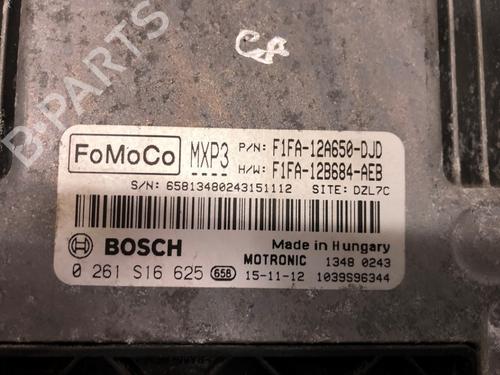 C8
B-PARTS
FoMoCo MXP3 P/N: F1FA-12A650-DJD
H/W: F1FA-12B684-AEB
S/N: 65813480243151112 SITE: DZL7C
BOSCH Made in Hungary
MOTRONIC 1348 0243
0 261 S16 625 658 15-11-12 1039S96344